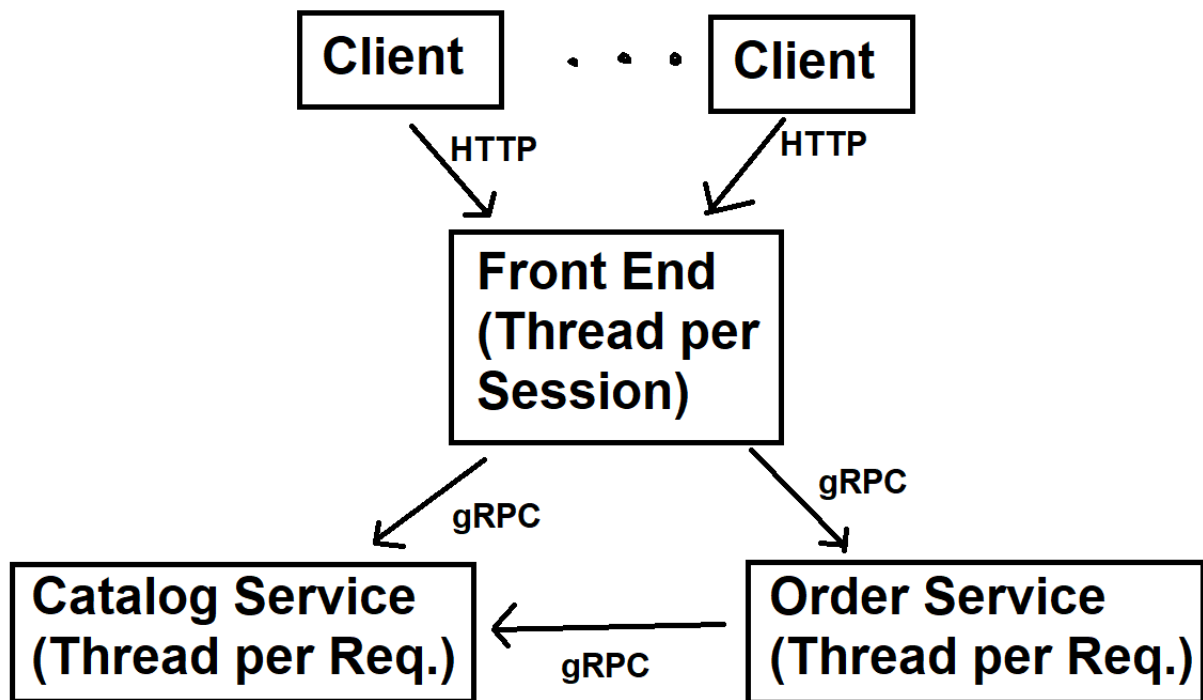 Client
Client
HTTP
HTTP
Front End
(Thread per
Session)
gRPC
gRPC
Catalog Service
(Thread per Req.)
gRPC
Order Service
(Thread per Req.)